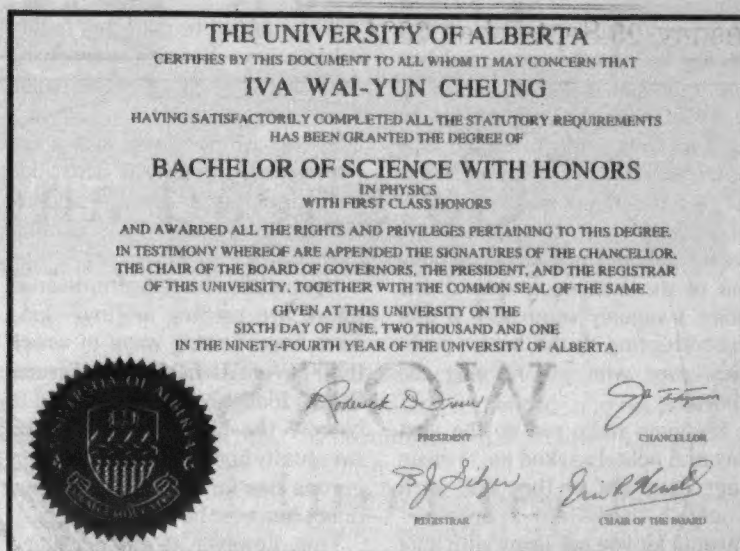 THE UNIVERSITY OF ALBERTA
CERTIFIES BY THIS DOCUMENT TO ALL WHOM IT MAY CONCERN THAT
IVA WAI-YUN CHEUNG
HAVING SATISFACTORILY COMPLETED ALL THE STATUTORY REQUIREMENTS
HAS BEEN GRANTED THE DEGREE OF
BACHELOR OF SCIENCE WITH HONORS
IN PHYSICS
WITH FIRST CLASS HONORS
AND AWARDED ALL THE RIGHTS AND PRIVILEGES PERTAINING TO THIS DEGREE.
IN TESTIMONY WHEREOF ARE APPENDED THE SIGNATURES OF THE CHANCELLOR,
THE CHAIR OF THE BOARD OF GOVERNORS, THE PRESIDENT, AND THE REGISTRAR
OF THIS UNIVERSITY, TOGETHER WITH THE COMMON SEAL OF THE SAME.
GIVEN AT THIS UNIVERSITY ON THE
SIXTH DAY OF JUNE, TWO THOUSAND AND ONE
IN THE NINETY-FOURTH YEAR OF THE UNIVERSITY OF ALBERTA.
UNIVERSITY OF ALBERTA
Roderick D.
PRESIDENT
CHANCELLOR
B J
REGISTRAR
CHAIR OF THE BOARD